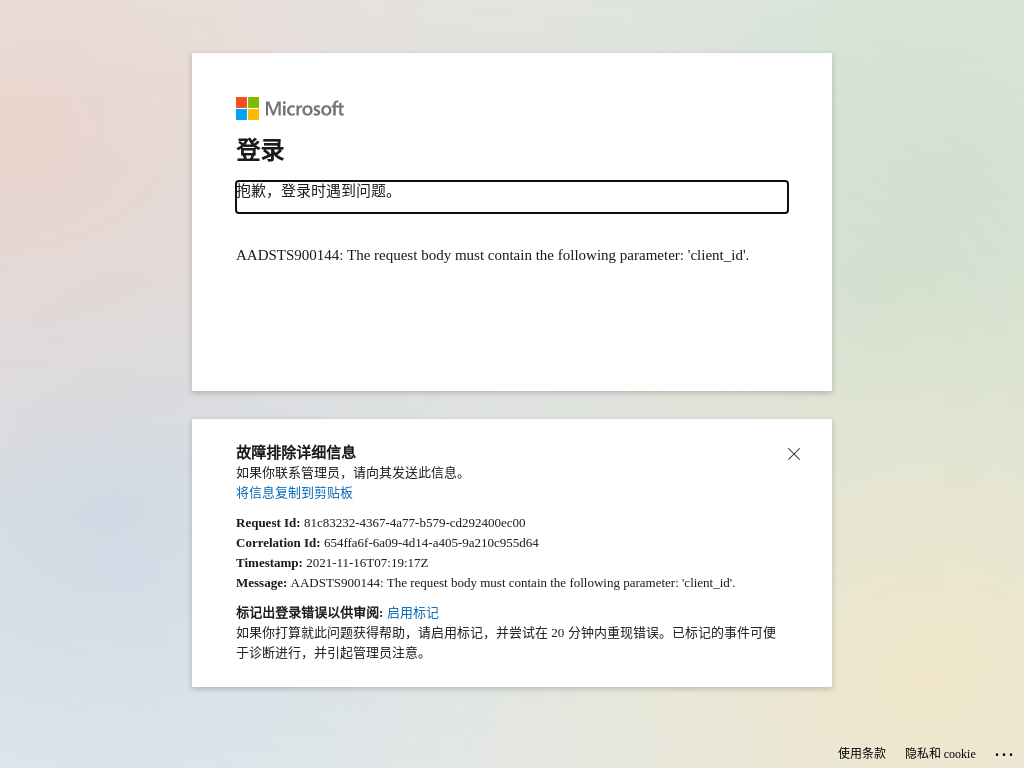 Microsoft
登录
抱歉，登录时遇到问题。
AADSTS900144: The request body must contain the following parameter: 'client_id'.
故障排除详细信息
如果你联系管理员，请向其发送此信息。
将信息复制到剪贴板
Request Id: 81c83232-4367-4a77-b579-cd292400ec00
Correlation Id: 654ffa6f-6a09-4d14-a405-9a210c955d64
Timestamp: 2021-11-16T07:19:17Z
Message: AADSTS900144: The request body must contain the following parameter: 'client_id'.
标记出登录错误以供审阅: 启用标记
如果你打算就此问题获得帮助，请启用标记，并尝试在 20 分钟内重现错误。已标记的事件可便
于诊断进行，并引起管理员注意。
使用条款 隐私和 cookie ...